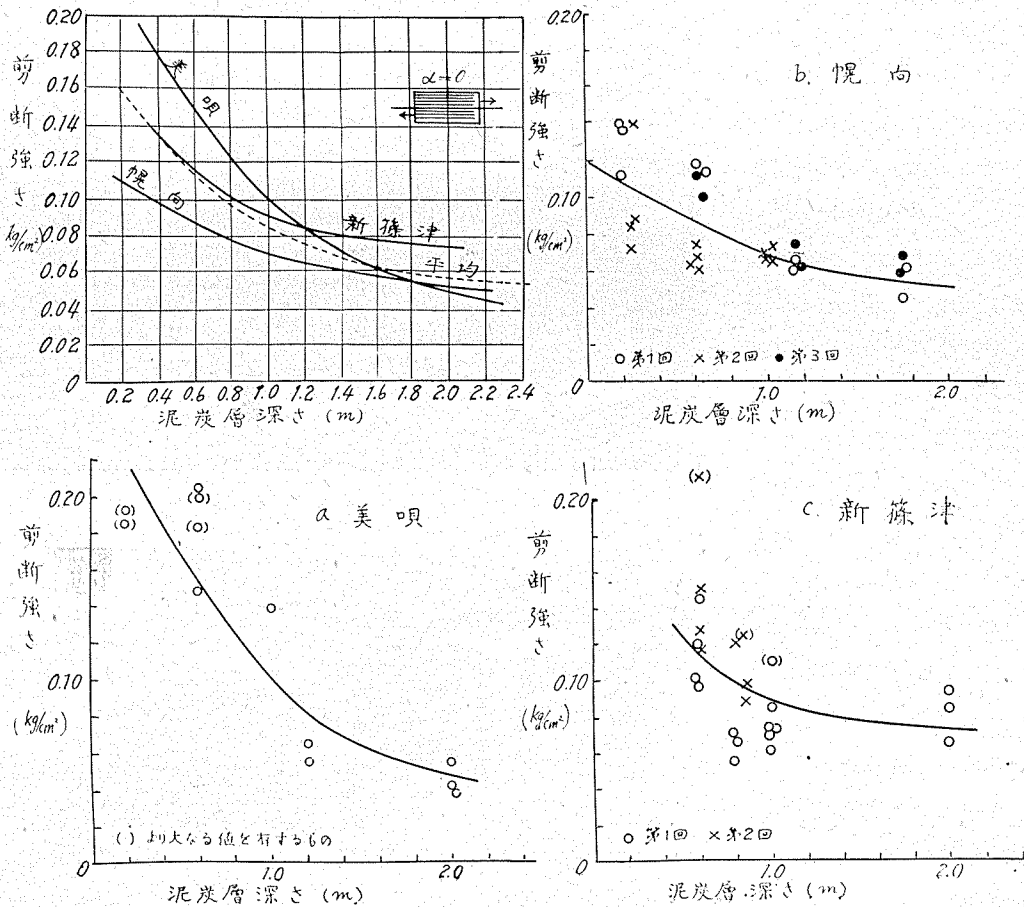 0.20
0.18
0.16
0.14
0.12
0.10
0.08
0.06
0.04
0.02
0
剪断強さ
(kg/cm²)
美唄
幌向
新篠津
平均
α=0
0.2 0.4 0.6 0.8 1.0 1.2 1.4 1.6 1.8 2.0 2.2 2.4
泥炭層深さ (m)
0.20
0.10
0
剪断強さ
(kg/cm²)
b. 幌向
○第1回 ×第2回 ●第3回
1.0 2.0
泥炭層深さ (m)
0.20
0.10
0
剪断強さ
(kg/cm²)
a 美唄
( ) より大なる値を有するもの
1.0 2.0
泥炭層深さ (m)
0.20
0.10
0
剪断強さ
c. 新篠津
○ 第1回 ×第2回
1.0 2.0
泥炭層深さ (m)